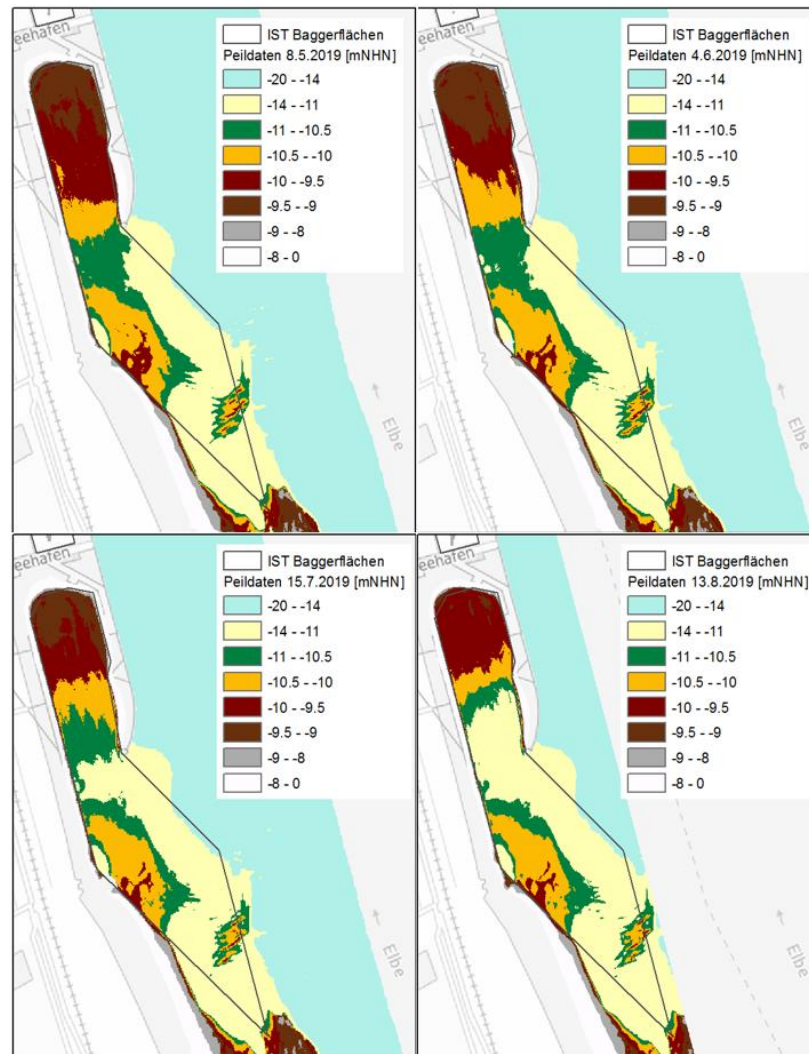 eehafen
IST Baggerflächen
Peildaten 8.5.2019 [mNHN]
-20 - -14
-14 - -11
-11 - -10.5
-10.5 - -10
-10 - -9.5
-9.5 - -9
-9 - -8
-8 - 0
Elbe
eehafen
IST Baggerflächen
Peildaten 4.6.2019 [mNHN]
-20 - -14
-14 - -11
-11 - -10.5
-10.5 - -10
-10 - -9.5
-9.5 - -9
-9 - -8
-8 - 0
Elbe
eehafen
IST Baggerflächen
Peildaten 15.7.2019 [mNHN]
-20 - -14
-14 - -11
-11 - -10.5
-10.5 - -10
-10 - -9.5
-9.5 - -9
-9 - -8
-8 - 0
Elbe
eehafen
IST Baggerflächen
Peildaten 13.8.2019 [mNHN]
-20 - -14
-14 - -11
-11 - -10.5
-10.5 - -10
-10 - -9.5
-9.5 - -9
-9 - -8
-8 - 0
Elbe